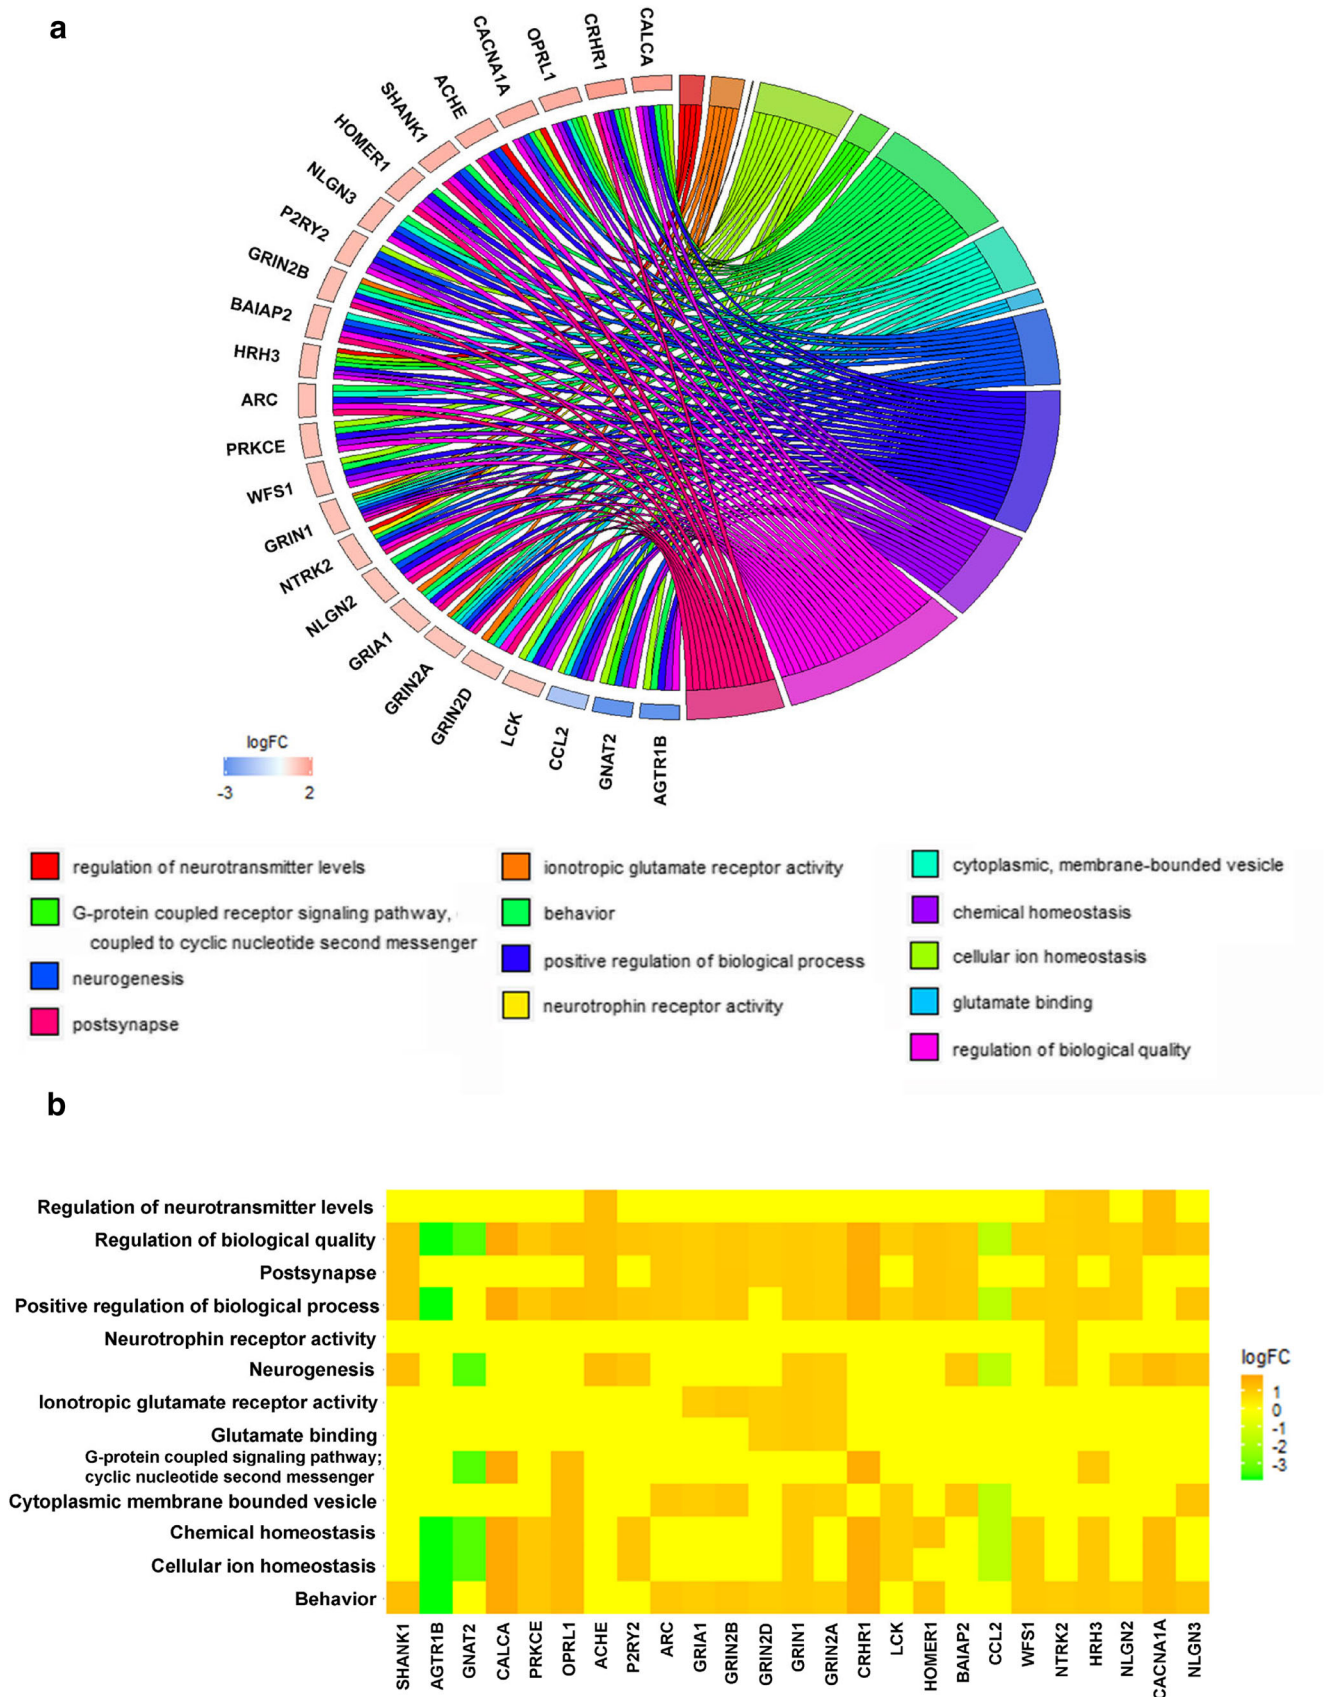 a
CALCA
CRHR1
OPRL1
CACNA1A
ACHE
SHANK1
HOMER1
NLGN3
P2RY2
GRIN2B
BAIAP2
HRH3
ARC
PRKCE
WFS1
GRIN1
NTRK2
NLGN2
GRIA1
GRIN2A
GRIN2D
LCK
CCL2
GNAT2
AGTR1B
logFC
-3 2
regulation of neurotransmitter levels
G-protein coupled receptor signaling pathway,
coupled to cyclic nucleotide second messenger
neurogenesis
postsynapse
ionotropic glutamate receptor activity
behavior
positive regulation of biological process
neurotrophin receptor activity
cytoplasmic, membrane-bounded vesicle
chemical homeostasis
cellular ion homeostasis
glutamate binding
regulation of biological quality
b
Regulation of neurotransmitter levels
Regulation of biological quality
Postsynapse
Positive regulation of biological process
Neurotrophin receptor activity
Neurogenesis
Ionotropic glutamate receptor activity
Glutamate binding
G-protein coupled signaling pathway;
cyclic nucleotide second messenger
Cytoplasmic membrane bounded vesicle
Chemical homeostasis
Cellular ion homeostasis
Behavior
SHANK1
AGTR1B
GNAT2
CALCA
PRKCE
OPRL1
ACHE
P2RY2
ARC
GRIA1
GRIN2B
GRIN2D
GRIN1
GRIN2A
CRHR1
LCK
HOMER1
BAIAP2
CCL2
WFS1
NTRK2
HRH3
NLGN2
CACNA1A
NLGN3
logFC
1
0
-1
-2
-3